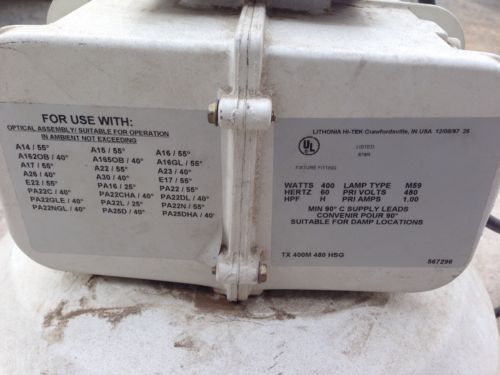 FOR USE WITH:
OPTICAL ASSEMBLY/ SUITABLE FOR OPERATION
IN AMBIENT NOT EXCEEDING
A14 / 55° A15 / 55° A16 / 55°
A162OB / 40° A165OB / 40° A16GL / 55°
A17 / 55° A22 / 55° A23 / 40°
A26 / 40° A30 / 40° E17 / 55°
E22 / 55° PA16 / 25° PA22 / 55°
PA22C / 40° PA22CHA / 40° PA22DL / 40°
PA22GLE / 40° PA22L / 25° PA22N / 55°
PA22NGL / 40° PA25D / 40° PA25DHA / 40°
LITHONIA HI-TEK Crawfordsville, IN USA 12/08/97 25
UL
LISTED
FIXTURE FITTING
WATTS 400 LAMP TYPE M59
HERTZ 60 PRI VOLTS 480
HPF H PRI AMPS 1.00
MIN 90° C SUPPLY LEADS
CONVENIR POUR 90°
SUITABLE FOR DAMP LOCATIONS
TX 400M 480 HSG
567296